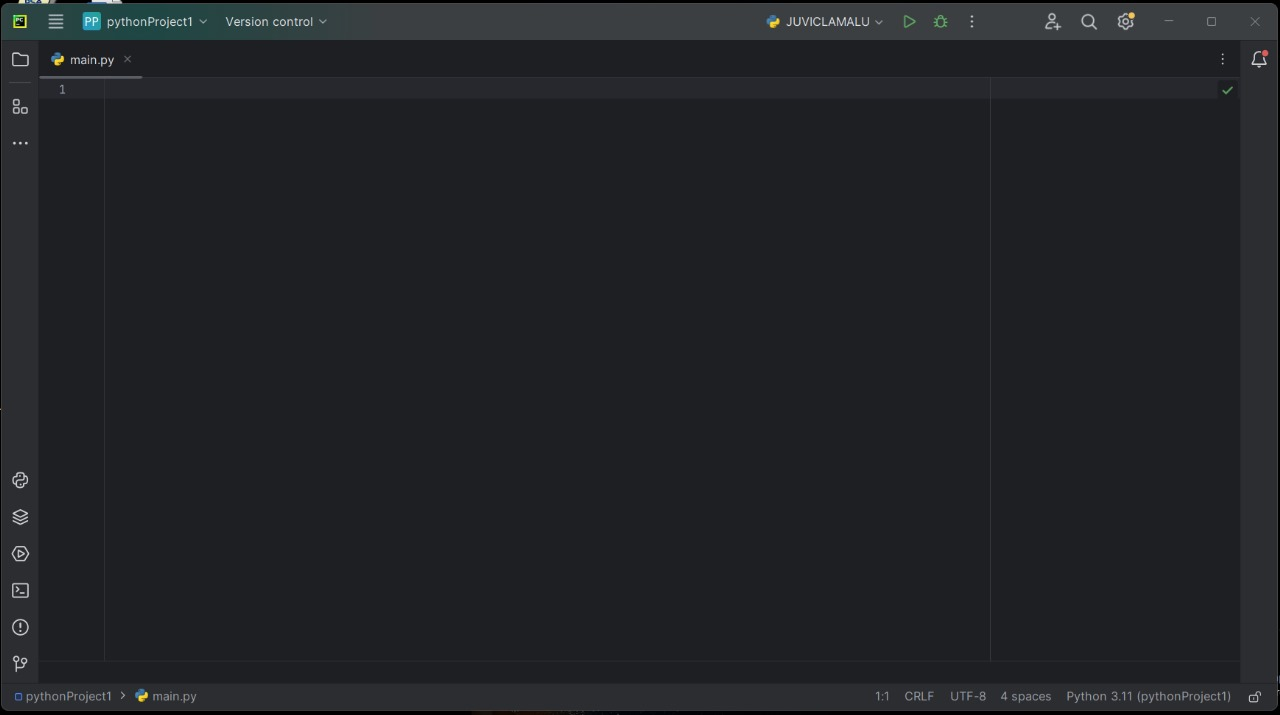 PC PP pythonProject1 Version control JUVICLAMALU
main.py
1
pythonProject1 > main.py 1:1 CRLF UTF-8 4 spaces Python 3.11 (pythonProject1)